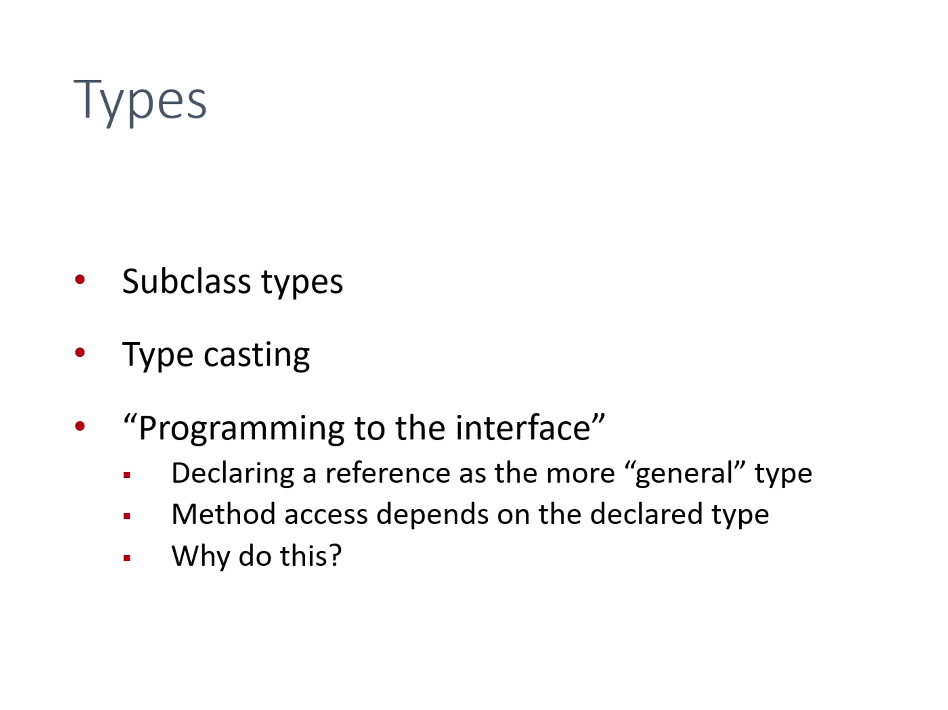 Types
• Subclass types
• Type casting
• “Programming to the interface”
▪ Declaring a reference as the more “general” type
▪ Method access depends on the declared type
▪ Why do this?